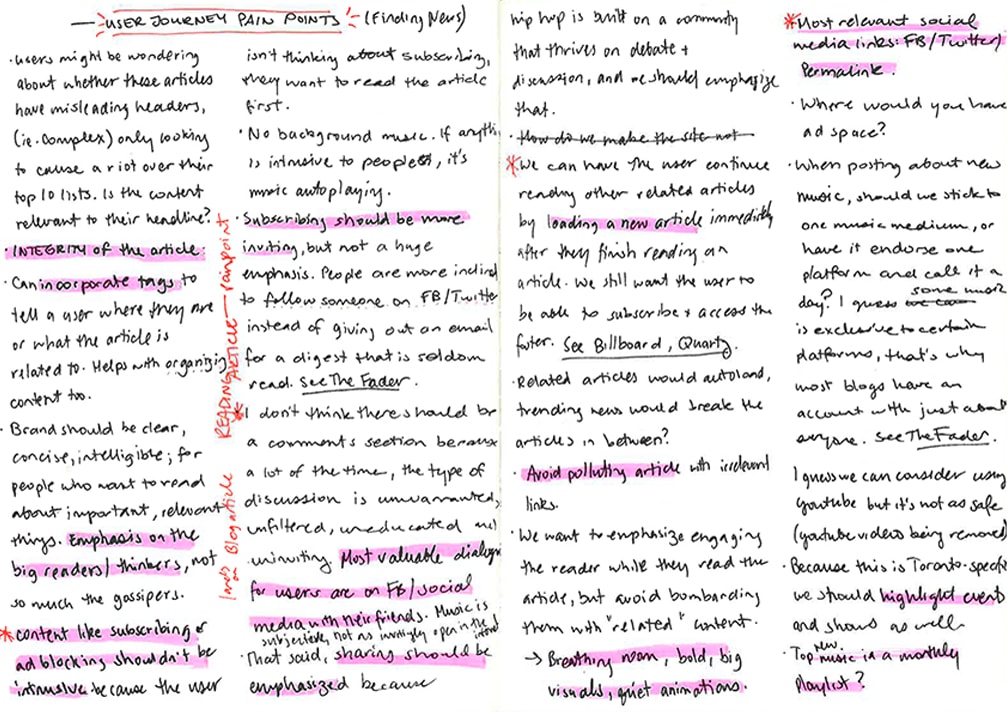 — USER JOURNEY PAIN POINTS (Finding News)
· users might be wondering
about whether these articles
have misleading headers,
(ie. Complex) only looking
to cause a riot over their
top 10 lists. Is the content
relevant to their headline?
· INTEGRITY of the article:
· Can incorporate tags to
tell a user where they are
or what the article is
related to. Helps with organizing
content too.
· Brand should be clear,
concise, intelligible; for
people who want to read
about important, relevant
things. Emphasis on the
big readers/thinkers, not
so much the gossipers.
* content like subscribing or
ad blocking shouldn't be
intrusive because the user
READING ARTICLE — painpoint
lands on Blog article
isn't thinking about subscribing,
they want to read the article
first.
· No background music. If anythi
is intrusive to people, it's
music autoplaying.
· Subscribing should be more
inviting, but not a huge
emphasis. People are more inclined
to follow someone on FB/Twitter
instead of giving out an email
for a digest that is seldom
read. See The Fader.
* I don't think there should be
a comments section because
a lot of the time, the type of
discussion is unwarranted,
unfiltered, uneducated and
uninviting. Most valuable dialogue
for users are on FB/social
media with their friends. Music is
subjective, not as invitingly open in the
That said, sharing should be
emphasized because
hip hop is built on a community
that thrives on debate +
discussion, and we should emphasize
that.
· How do we make the site not
* We can have the user continue
reading other related articles
by loading a new article immediately
after they finish reading an
article. We still want the user to
be able to subscribe & access the
footer. See Billboard, Quartz.
· Related articles would autoload,
trending news would break the
articles in between?
· Avoid polluting article with irrelevant
links.
· We want to emphasize engaging
the reader while they read the
article, but avoid bombarding
them with "related" content.
→ Breathing room, bold, big
visuals, quiet animations.
* Most relevant social
media links: FB/Twitter/
Permalink.
· Where would you have
ad space?
· When posting about new
music, should we stick to
one music medium, or
have it endorse one
platform and call it a
day? I guess some music
is exclusive to certain
platforms, that's why
most blogs have an
account with just about
anyone. See The Fader.
I guess we can consider using
Youtube but it's not as safe
(youtube videos being removed)
· Because this is Toronto-specific
we should highlight events
and shows as well.
· Top new music in a monthly
playlist?